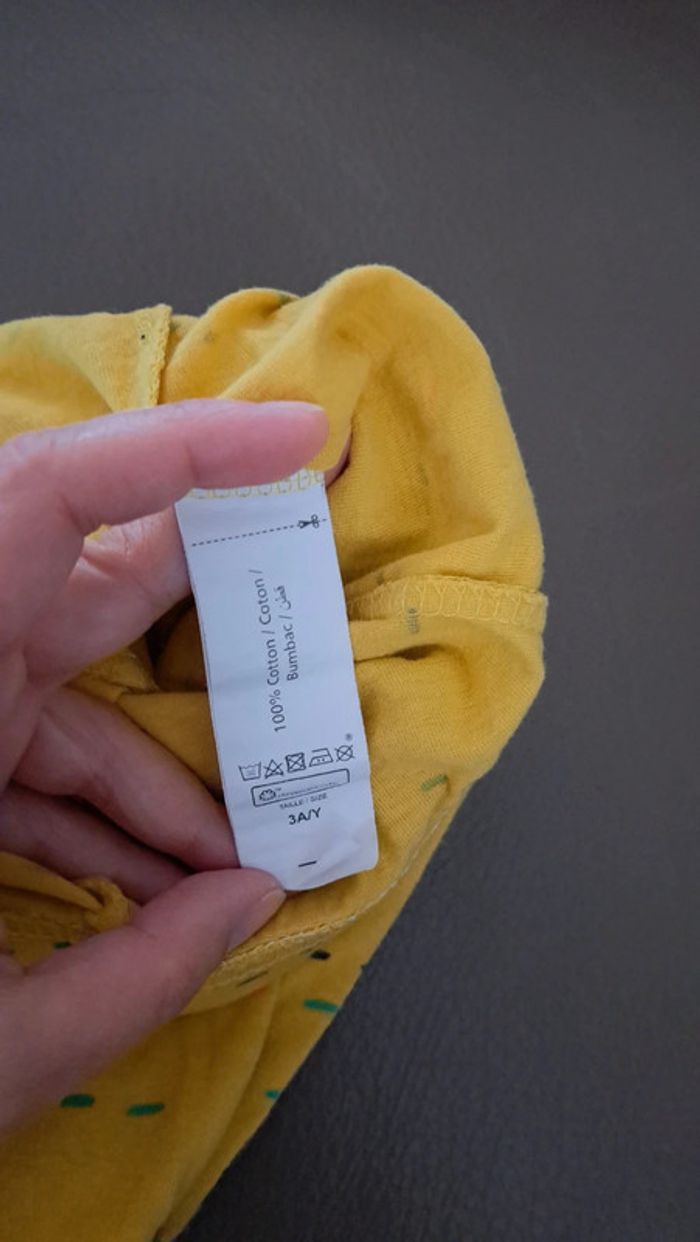 100% Cotton / Coton /
Bumbac / قطن
TAILLE / SIZE
3A/Y